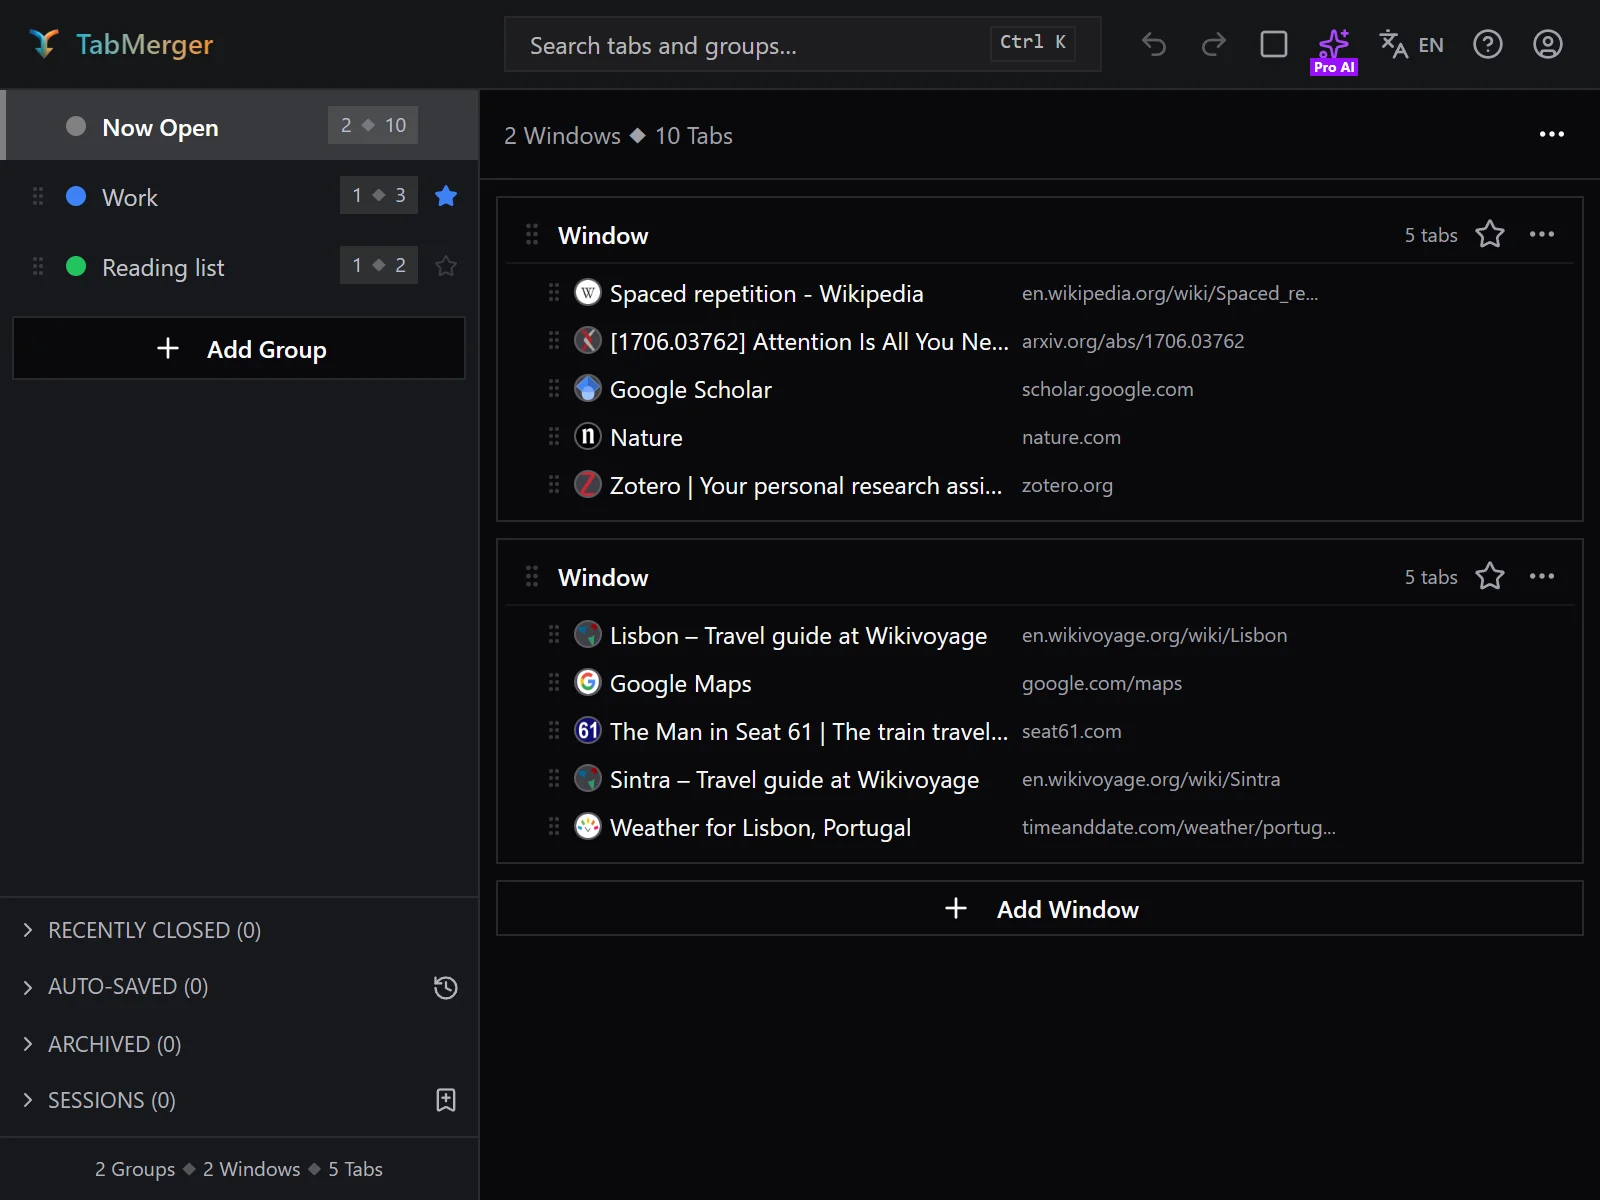 TabMerger
Search tabs and groups... Ctrl K
Pro AI
EN
Now Open 2 ◆ 10
Work 1 ◆ 3
Reading list 1 ◆ 2
+ Add Group
RECENTLY CLOSED (0)
AUTO-SAVED (0)
ARCHIVED (0)
SESSIONS (0)
2 Groups ◆ 2 Windows ◆ 5 Tabs
2 Windows ◆ 10 Tabs
Window 5 tabs
W Spaced repetition - Wikipedia en.wikipedia.org/wiki/Spaced_re...
[1706.03762] Attention Is All You Ne... arxiv.org/abs/1706.03762
Google Scholar scholar.google.com
n Nature nature.com
Z Zotero | Your personal research assi... zotero.org
Window 5 tabs
Lisbon – Travel guide at Wikivoyage en.wikivoyage.org/wiki/Lisbon
G Google Maps google.com/maps
61 The Man in Seat 61 | The train travel... seat61.com
Sintra – Travel guide at Wikivoyage en.wikivoyage.org/wiki/Sintra
Weather for Lisbon, Portugal timeanddate.com/weather/portug...
+ Add Window